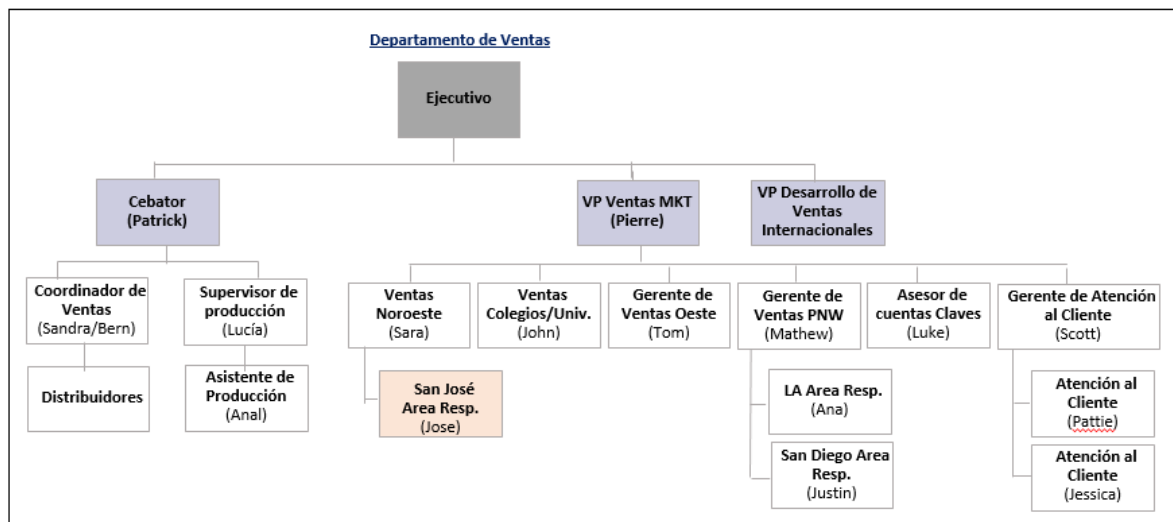 Departamento de Ventas
Ejecutivo
Cebator
(Patrick)
VP Ventas MKT
(Pierre)
VP Desarrollo de
Ventas
Internacionales
Coordinador de
Ventas
(Sandra/Bern)
Supervisor de
producción
(Lucía)
Ventas
Noroeste
(Sara)
Ventas
Colegios/Univ.
(John)
Gerente de
Ventas Oeste
(Tom)
Gerente de
Ventas PNW
(Mathew)
Asesor de
cuentas Claves
(Luke)
Gerente de Atención
al Cliente
(Scott)
Distribuidores
Asistente de
Producción
(Anal)
San José
Area Resp.
(Jose)
LA Area Resp.
(Ana)
San Diego Area
Resp.
(Justin)
Atención al
Cliente
(Pattie)
Atención al
Cliente
(Jessica)